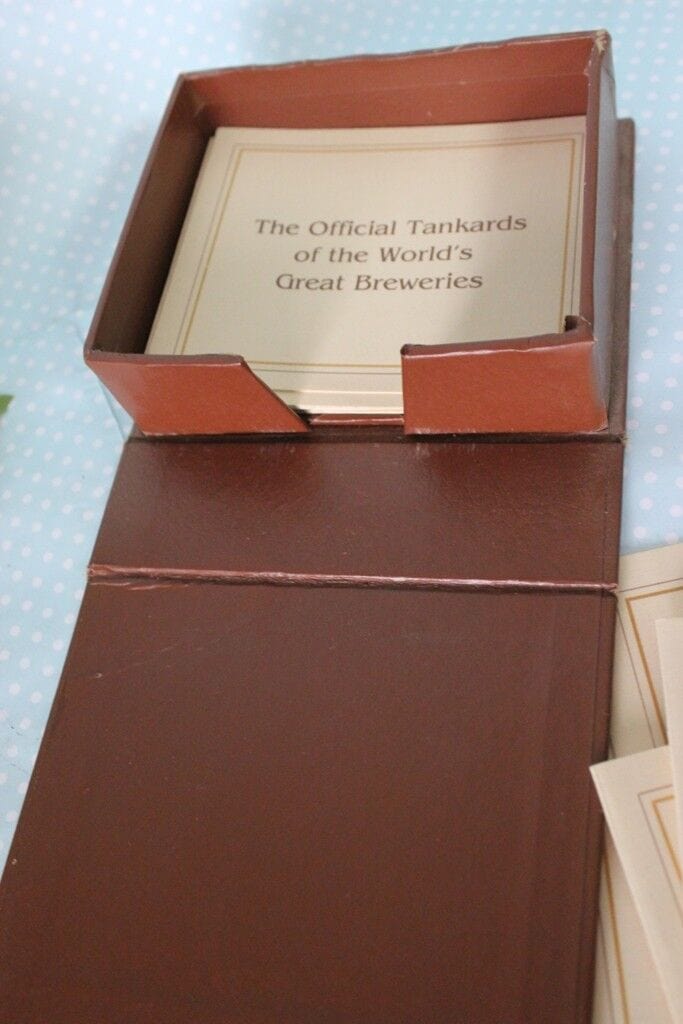 The Official Tankards
of the World's
Great Breweries